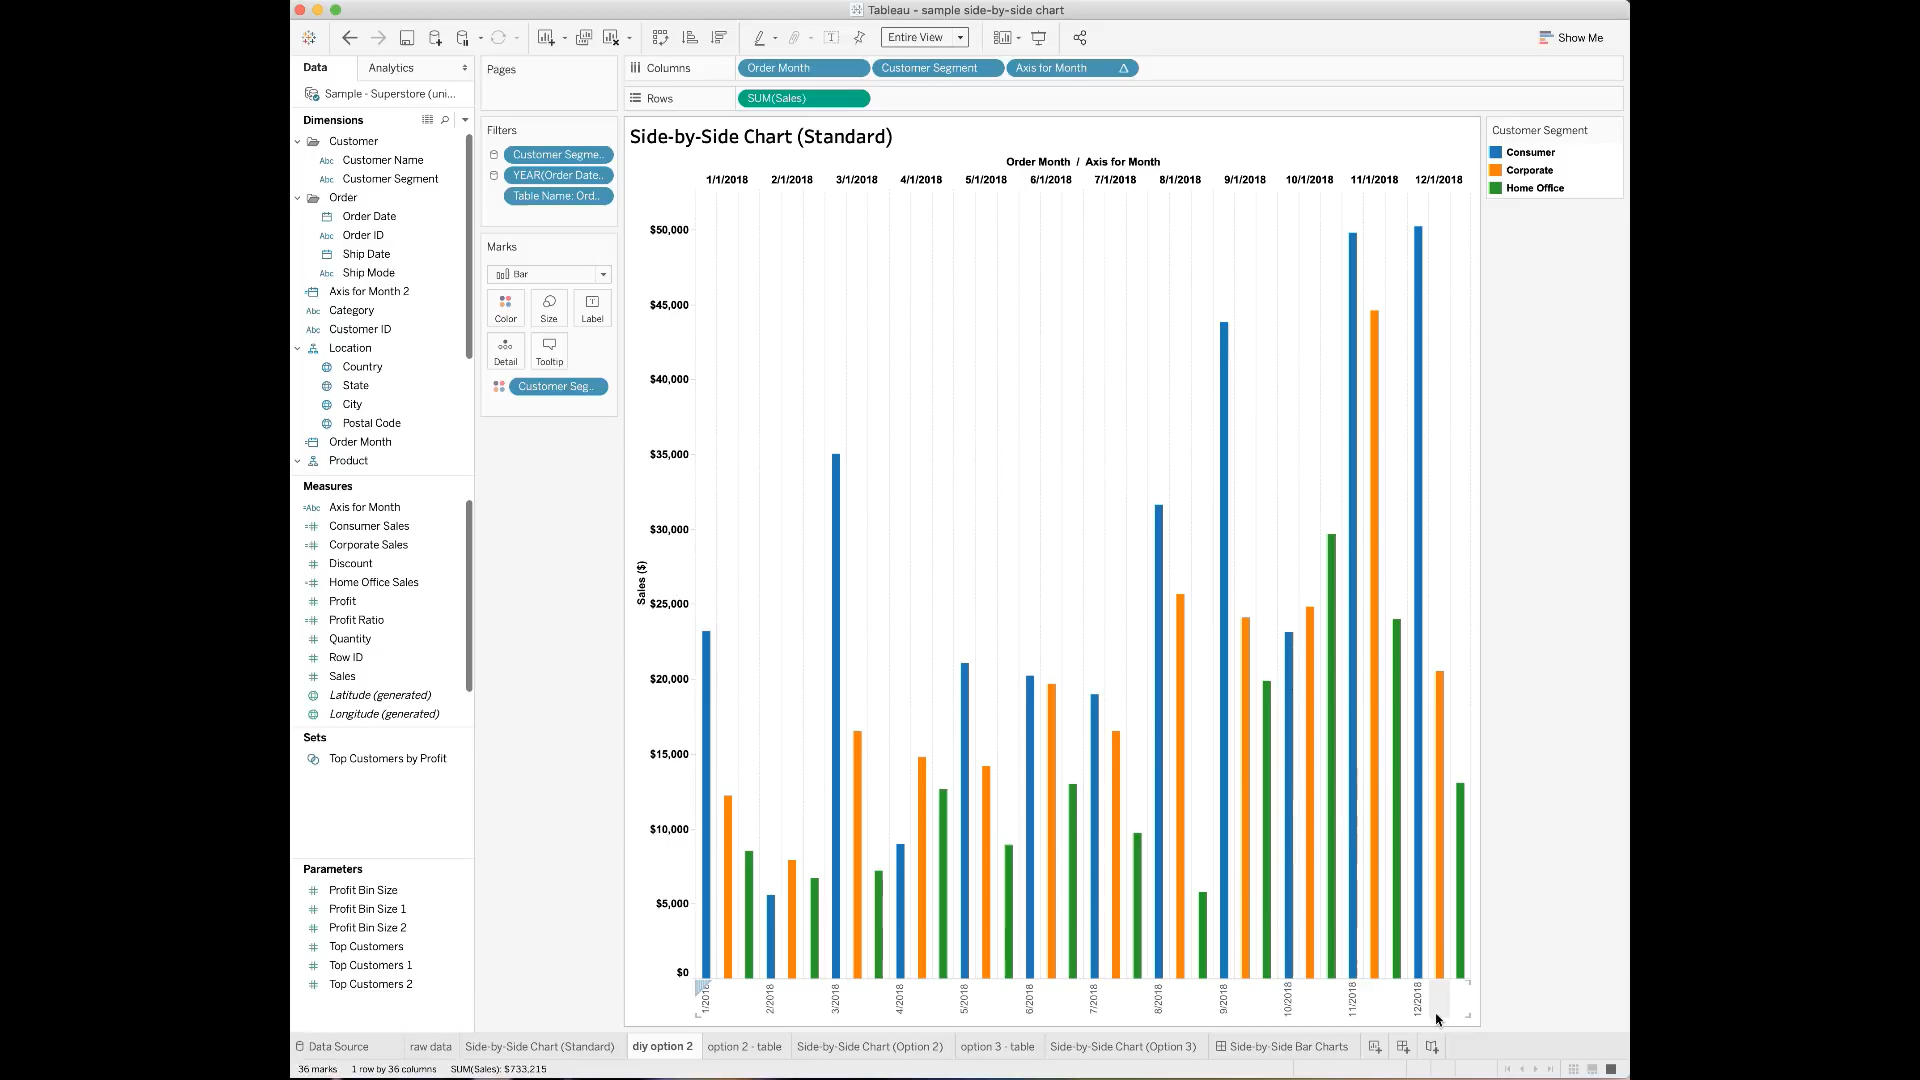 Tableau - sample side-by-side chart
Entire View
Show Me
Data
Analytics
Sample - Superstore (uni...
Dimensions
Customer
Abc Customer Name
Abc Customer Segment
Order
Order Date
Abc Order ID
Ship Date
Abc Ship Mode
Axis for Month 2
Abc Category
Abc Customer ID
Location
Country
State
City
Postal Code
Order Month
Product
Measures
=Abc Axis for Month
Consumer Sales
Corporate Sales
Discount
Home Office Sales
Profit
Profit Ratio
Quantity
Row ID
Sales
Latitude (generated)
Longitude (generated)
Sets
Top Customers by Profit
Parameters
Profit Bin Size
Profit Bin Size 1
Profit Bin Size 2
Top Customers
Top Customers 1
Top Customers 2
Pages
Filters
Customer Segme..
YEAR(Order Date..
Table Name: Ord..
Marks
Bar
Color
Size
Label
Detail
Tooltip
Customer Seg..
Columns
Order Month
Customer Segment
Axis for Month
Rows
SUM(Sales)
Side-by-Side Chart (Standard)
Order Month / Axis for Month
1/1/2018 2/1/2018 3/1/2018 4/1/2018 5/1/2018 6/1/2018 7/1/2018 8/1/2018 9/1/2018 10/1/2018 11/1/2018 12/1/2018
$50,000
$45,000
$40,000
$35,000
$30,000
$25,000
$20,000
$15,000
$10,000
$5,000
$0
Sales ($)
1/2018 2/2018 3/2018 4/2018 5/2018 6/2018 7/2018 8/2018 9/2018 10/2018 11/2018 12/2018
Customer Segment
Consumer
Corporate
Home Office
Data Source
raw data
Side-by-Side Chart (Standard)
diy option 2
option 2 - table
Side-by-Side Chart (Option 2)
option 3 - table
Side-by-Side Chart (Option 3)
Side-by-Side Bar Charts
36 marks
1 row by 36 columns
SUM(Sales): $733,215